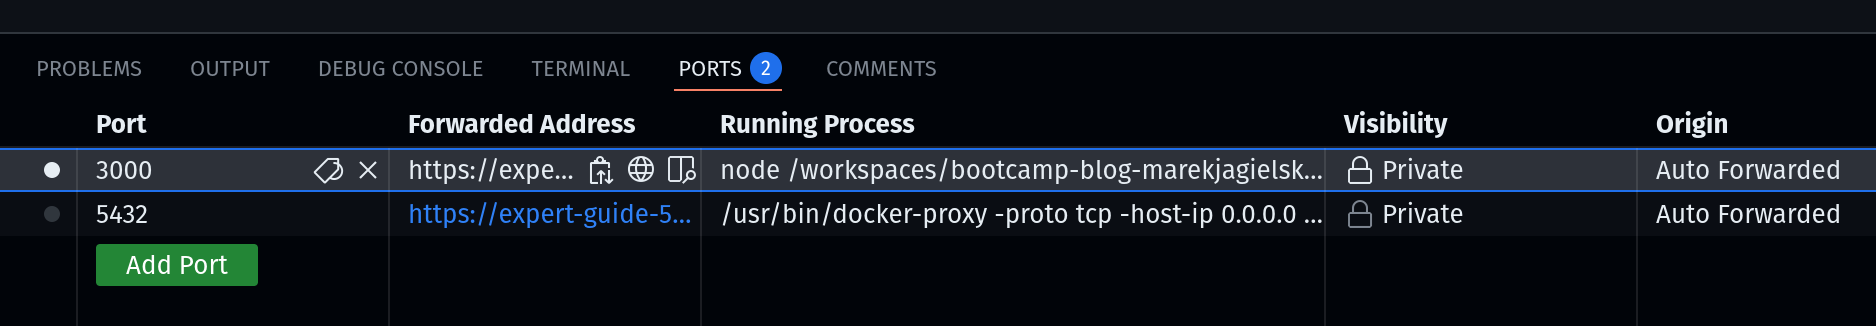 PROBLEMS OUTPUT DEBUG CONSOLE TERMINAL PORTS 2 COMMENTS
Port Forwarded Address Running Process Visibility Origin
3000 https://expe... node /workspaces/bootcamp-blog-marekjagielsk... Private Auto Forwarded
5432 https://expert-guide-5... /usr/bin/docker-proxy -proto tcp -host-ip 0.0.0.0 ... Private Auto Forwarded
Add Port